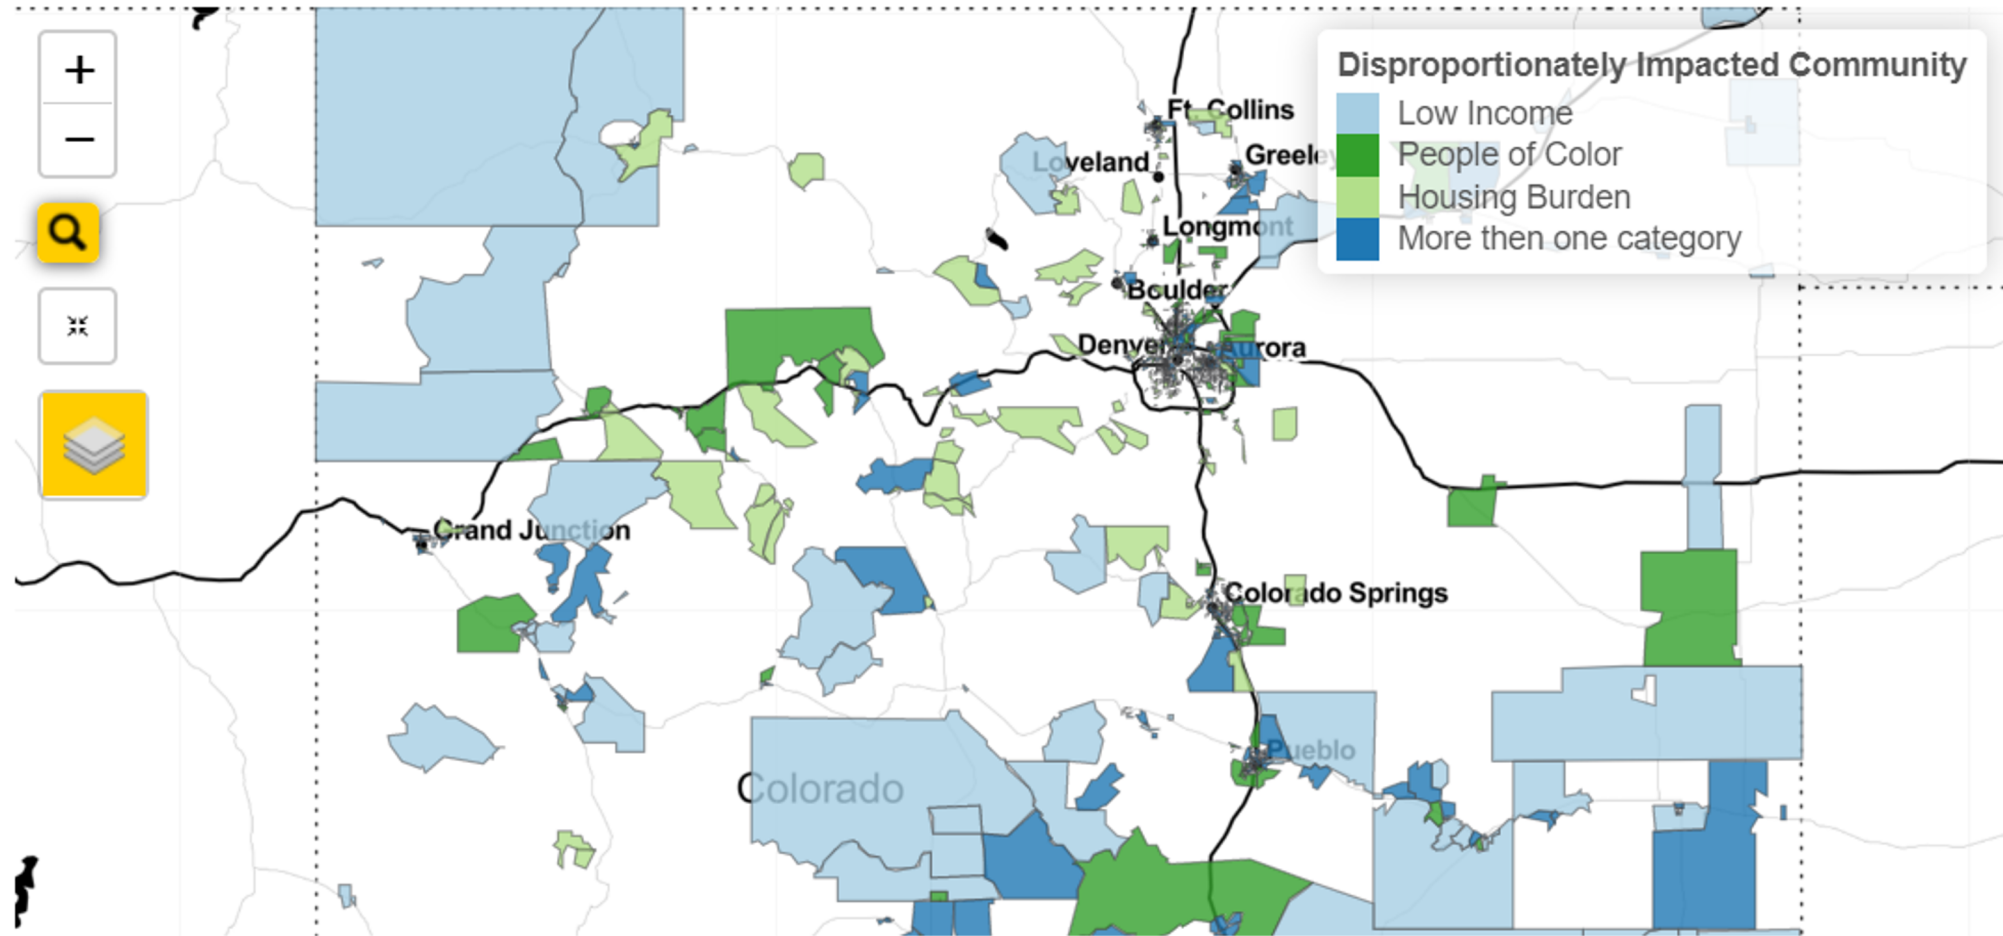 +
−
Disproportionately Impacted Community
Low Income
People of Color
Housing Burden
More then one category
Ft. Collins
Loveland
Greeley
Longmont
Boulder
Denver
Aurora
Grand Junction
Colorado Springs
Pueblo
Colorado